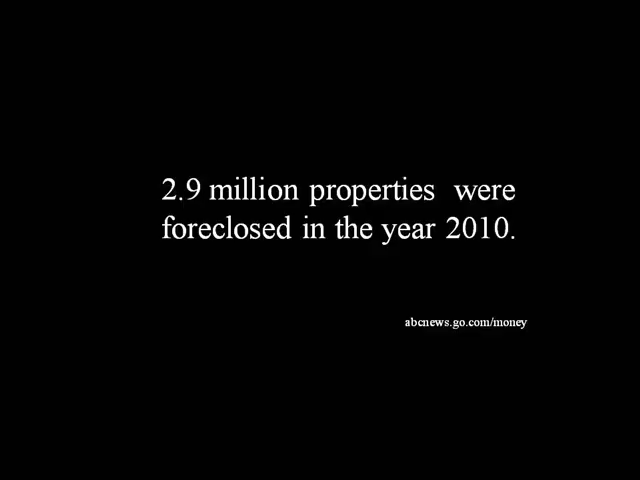 2.9 million properties  were
foreclosed in the year 2010.
abcnews.go.com/money